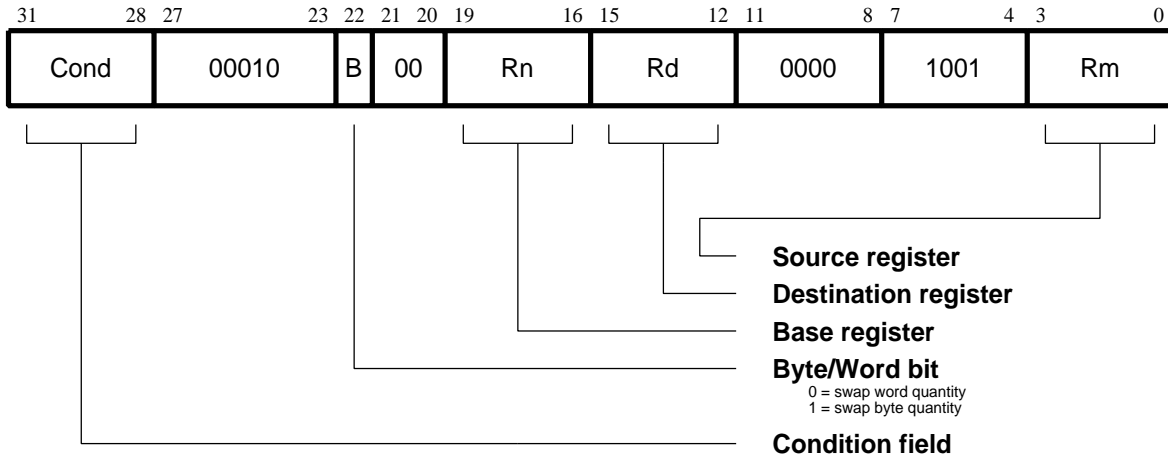 31 28 27 23 22 21 20 19 16 15 12 11 8 7 4 3 0
Cond 00010 B 00 Rn Rd 0000 1001 Rm
Source register
Destination register
Base register
Byte/Word bit
0 = swap word quantity
1 = swap byte quantity
Condition field